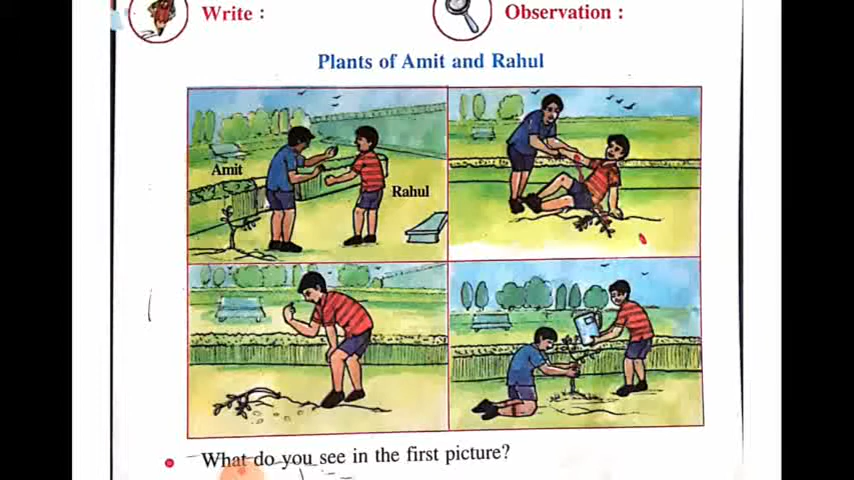 Write :
Observation :
Plants of Amit and Rahul
Amit
Rahul
What do you see in the first picture?